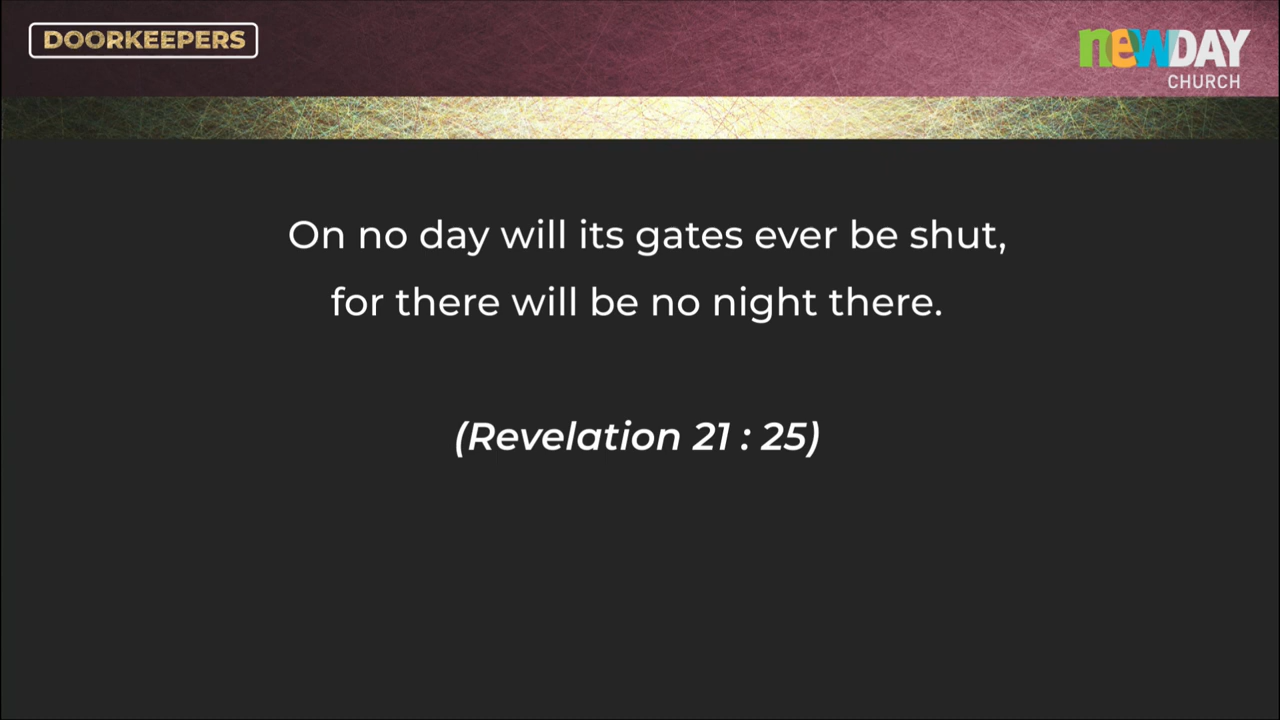 DOORKEEPERS
newDAY
CHURCH
On no day will its gates ever be shut,
for there will be no night there.
(Revelation 21 : 25)